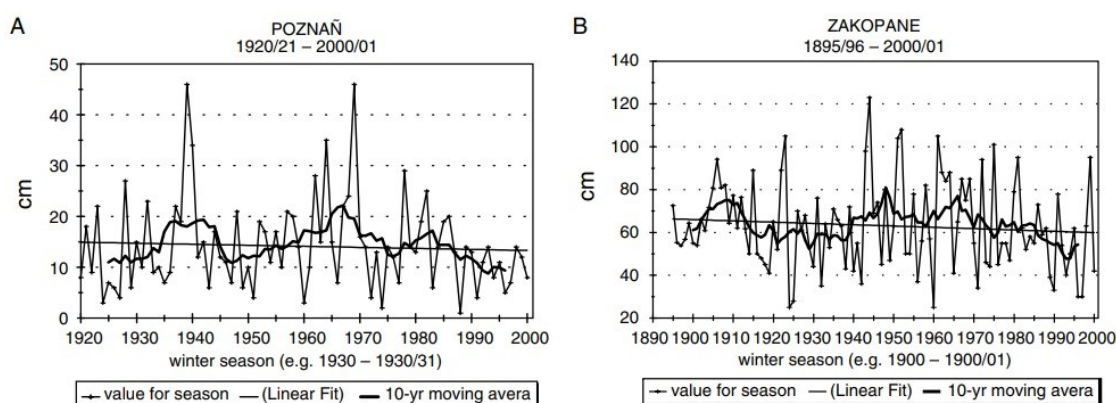 A
POZNAÑ
1920/21 – 2000/01
cm
50
40
30
20
10
0
1920 1930 1940 1950 1960 1970 1980 1990 2000
winter season (e.g. 1930 – 1930/31)
value for season (Linear Fit) 10-yr moving avera
B
ZAKOPANE
1895/96 – 2000/01
cm
140
120
100
80
60
40
20
1890 1900 1910 1920 1930 1940 1950 1960 1970 1980 1990 2000
winter season (e.g. 1900 – 1900/01)
value for season (Linear Fit) 10-yr moving avera